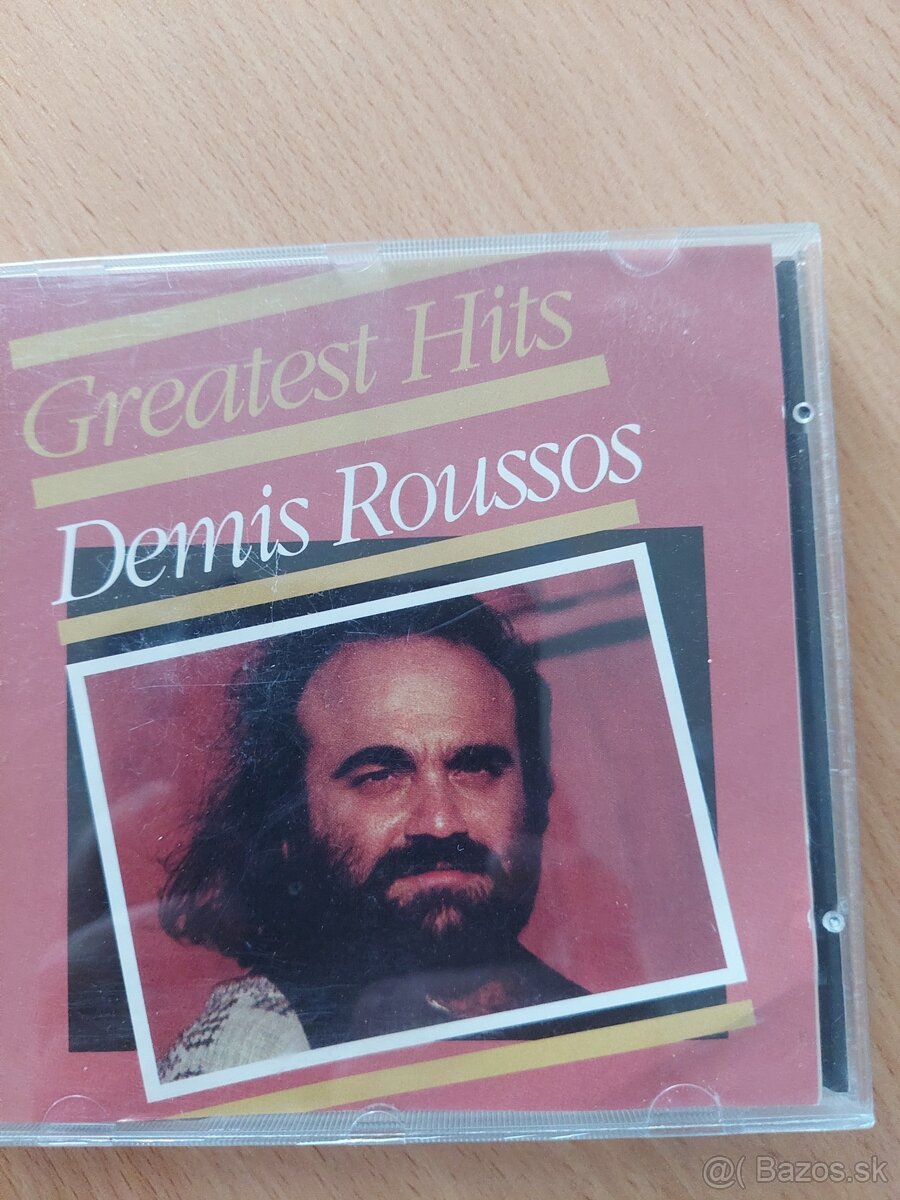 Greatest Hits
Demis Roussos
@( Bazos.sk